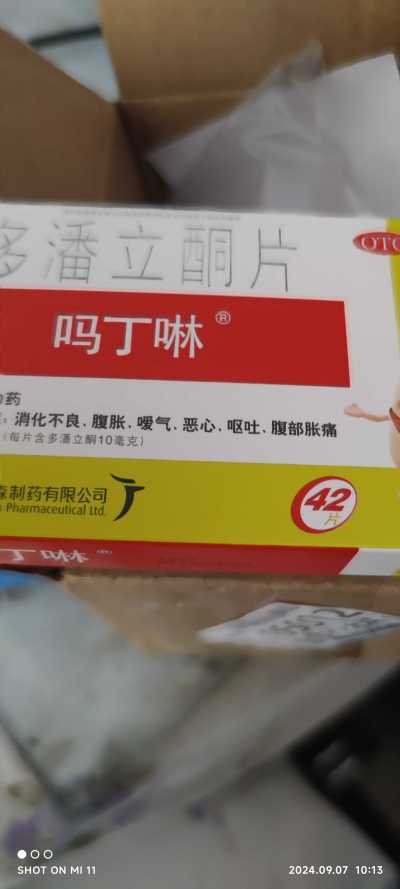 多潘立酮片
OTC
吗丁啉®
药
：消化不良、腹胀、嗳气、恶心、呕吐、腹部胀痛
（每片含多潘立酮10毫克）
森制药有限公司
Pharmaceutical Ltd.
42
片
丁啉®
SHOT ON MI 11
2024.09.07 10:13